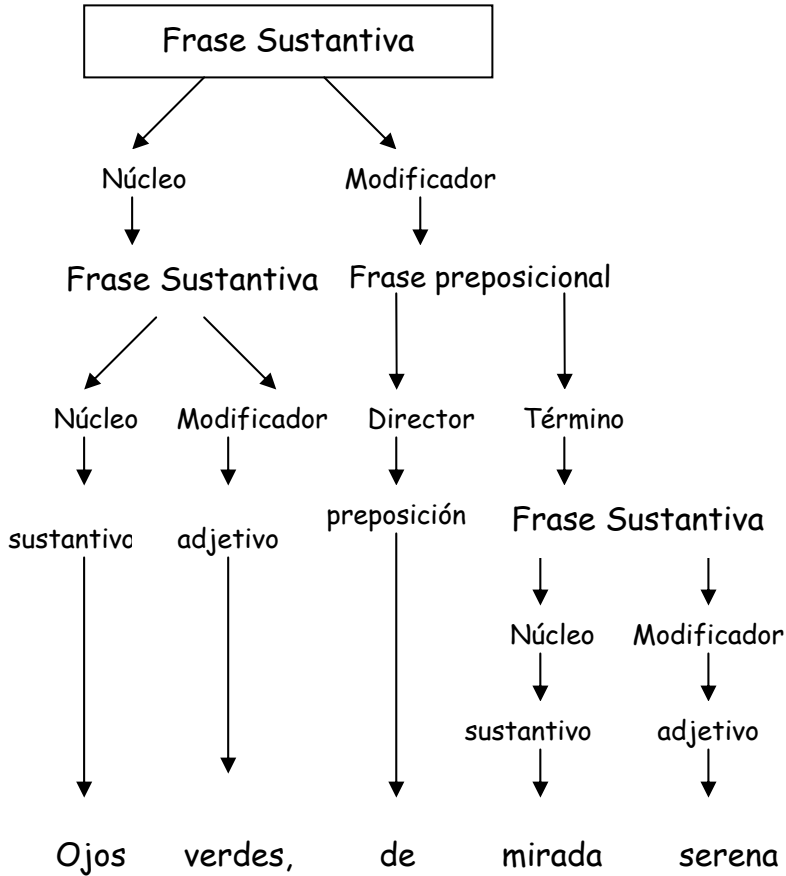 Frase Sustantiva
Núcleo Modificador
Frase Sustantiva Frase preposicional
Núcleo Modificador Director Término
sustantivo adjetivo preposición Frase Sustantiva
Núcleo Modificador
sustantivo adjetivo
Ojos verdes, de mirada serena